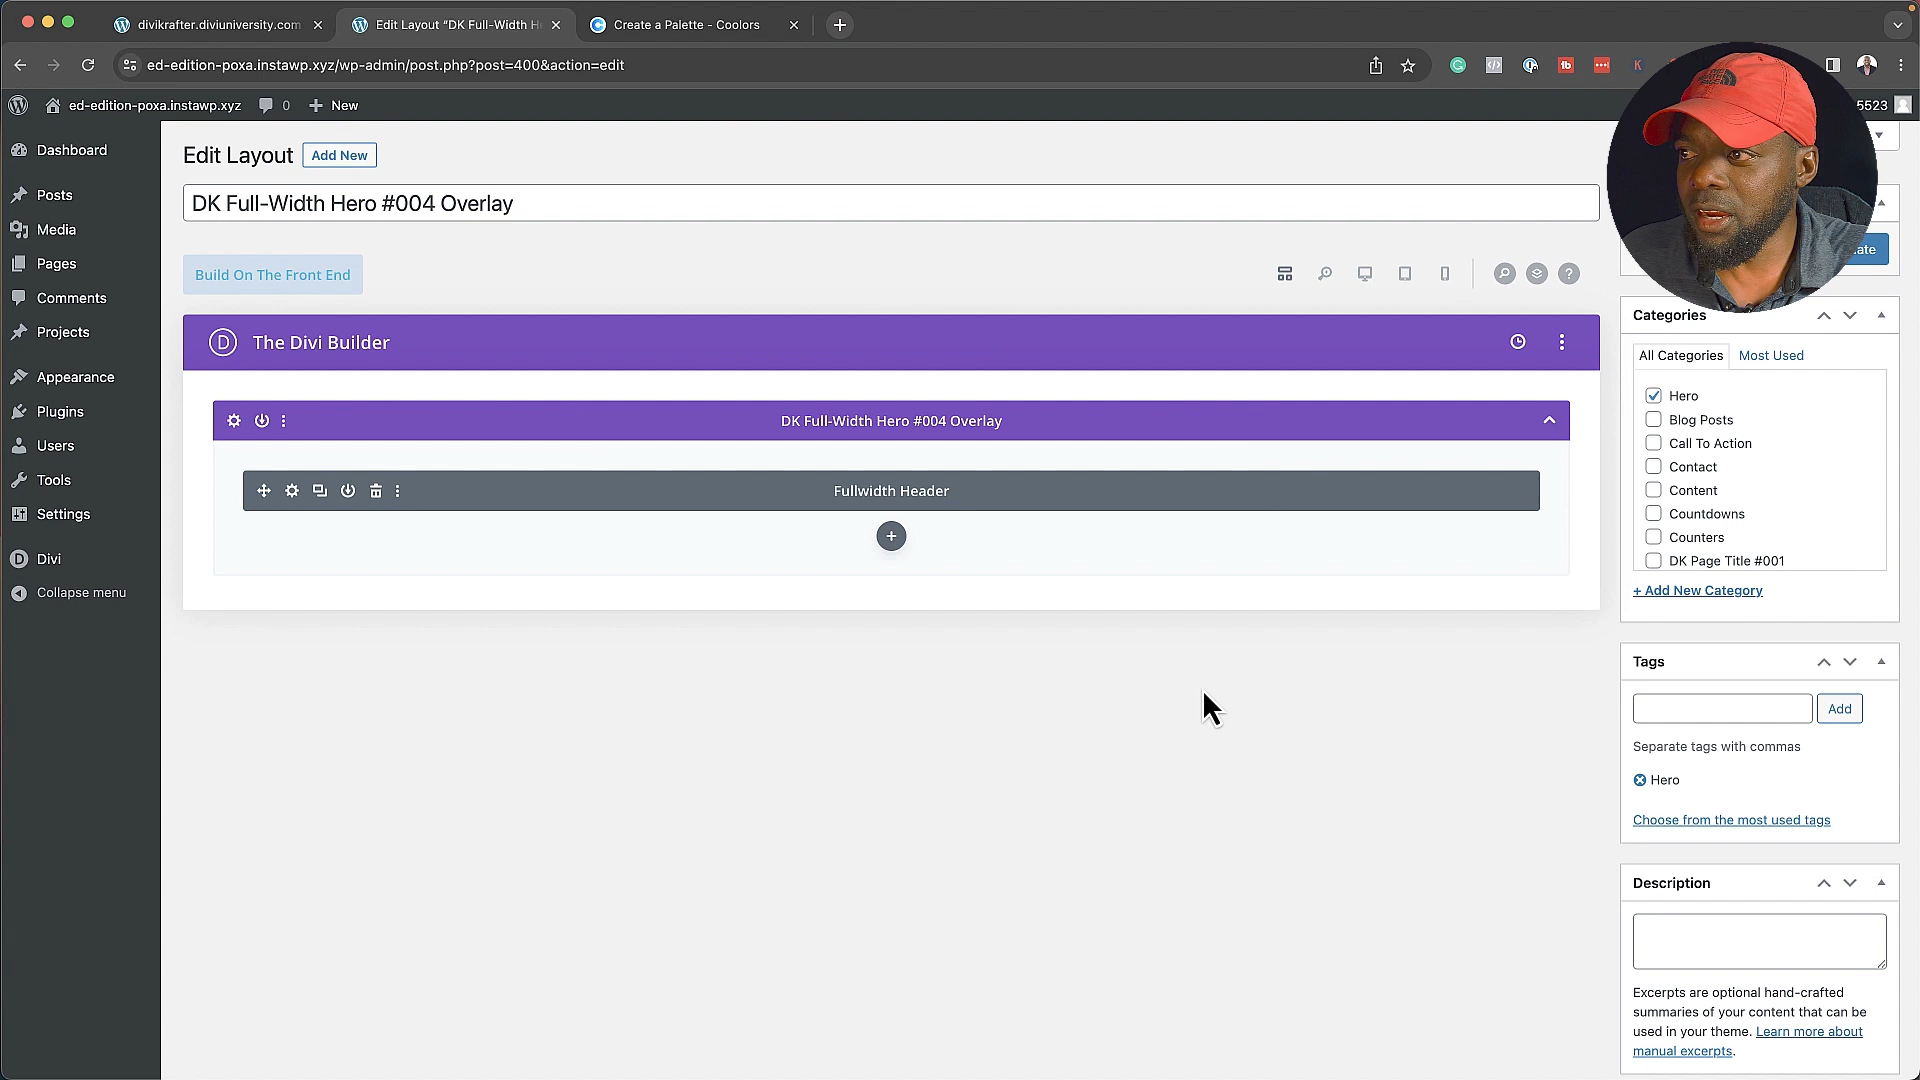 divikrafter.diviuniversity.com
Edit Layout “DK Full-Width H
Create a Palette - Coolors
ed-edition-poxa.instawp.xyz/wp-admin/post.php?post=400&action=edit
ed-edition-poxa.instawp.xyz
0
New
5523
Dashboard
Posts
Media
Pages
Comments
Projects
Appearance
Plugins
Users
Tools
Settings
Divi
Collapse menu
Edit Layout
Add New
DK Full-Width Hero #004 Overlay
Build On The Front End
The Divi Builder
DK Full-Width Hero #004 Overlay
Fullwidth Header
Categories
All Categories
Most Used
Hero
Blog Posts
Call To Action
Contact
Content
Countdowns
Counters
DK Page Title #001
+ Add New Category
Tags
Add
Separate tags with commas
Hero
Choose from the most used tags
Description
Excerpts are optional hand-crafted
summaries of your content that can be
used in your theme. Learn more about
manual excerpts.